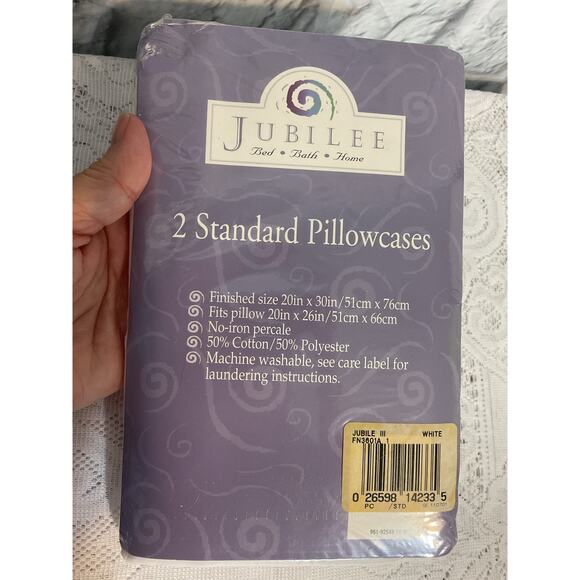 JUBILEE
Bed • Bath • Home
2 Standard Pillowcases
Finished size 20in x 30in/51cm x 76cm
Fits pillow 20in x 26in/51cm x 66cm
No-iron percale
50% Cotton/50% Polyester
Machine washable, see care label for
laundering instructions.
JUBILE III WHITE
FN3601A 1
0 26598 14233 5
PC /STD